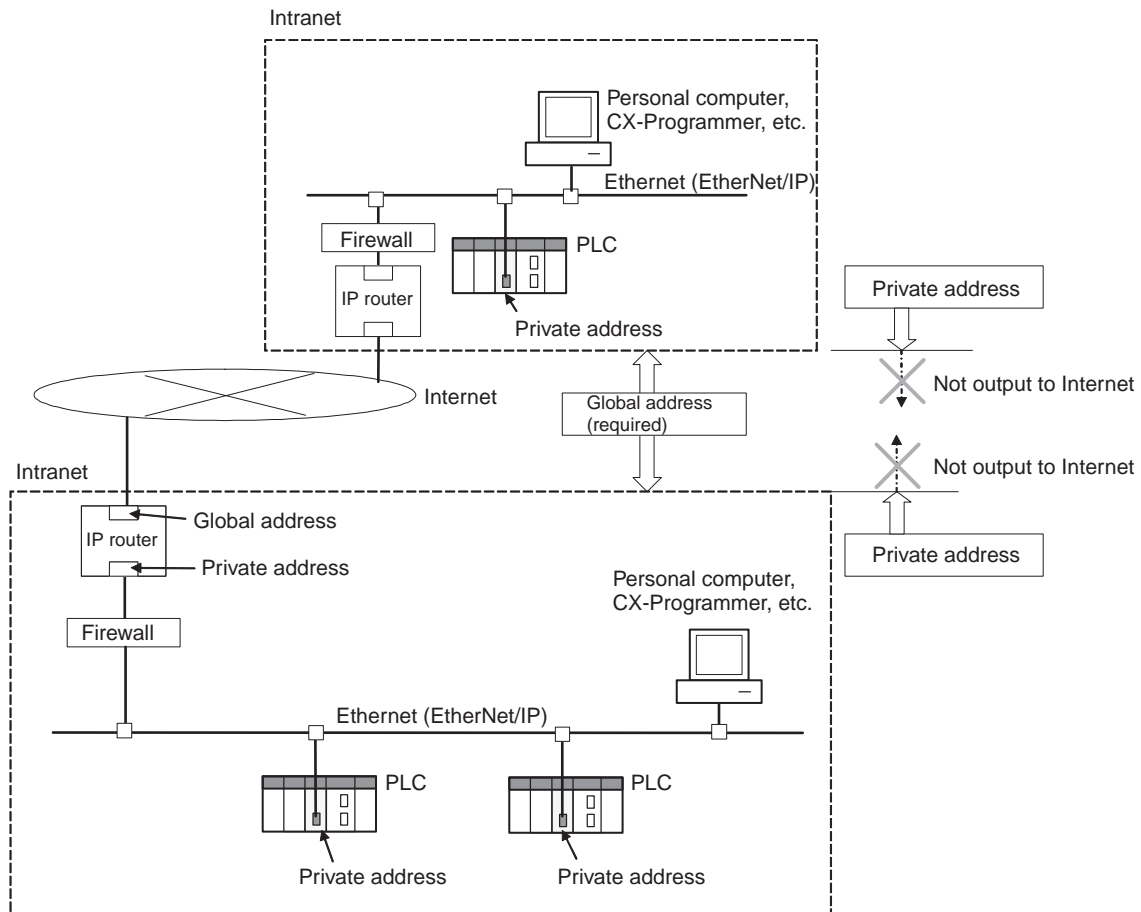 Intranet
Personal computer,
CX-Programmer, etc.
Ethernet (EtherNet/IP)
Firewall
PLC
IP router
Private address
Private address
Internet
Global address
(required)
Not output to Internet
Not output to Internet
Private address
Intranet
Global address
IP router
Private address
Personal computer,
CX-Programmer, etc.
Firewall
Ethernet (EtherNet/IP)
PLC
PLC
Private address
Private address